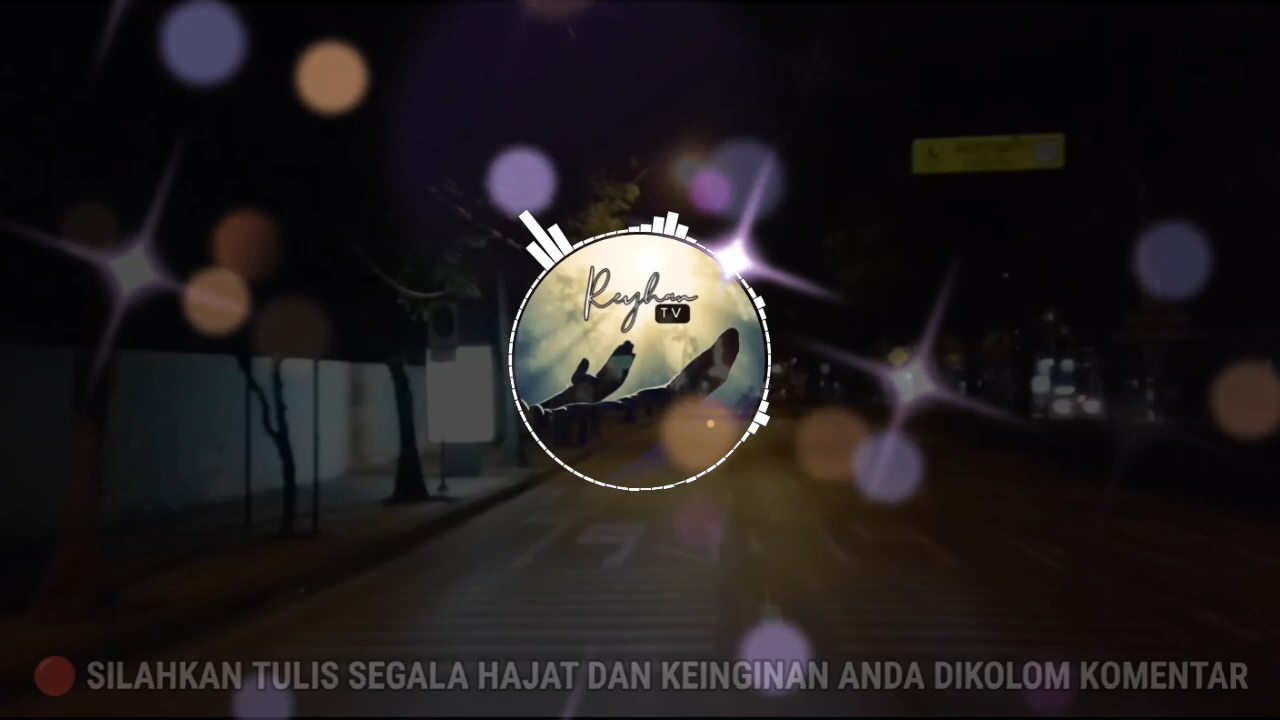 Reyhan
TV
SILAHKAN TULIS SEGALA HAJAT DAN KEINGINAN ANDA DIKOLOM KOMENTAR